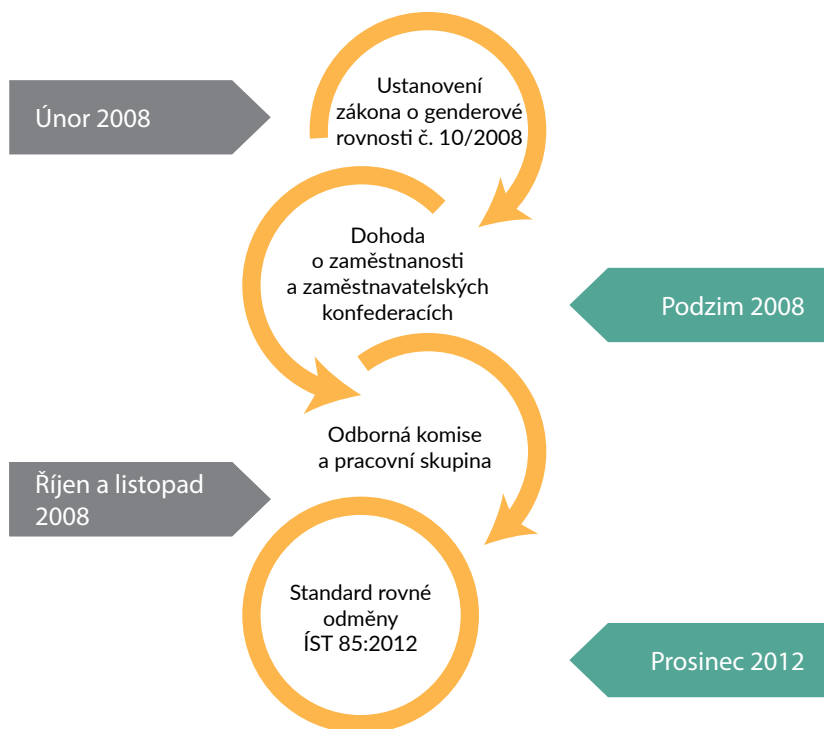 Únor 2008
Ustanovení
zákona o genderové
rovnosti č. 10/2008
Dohoda
o zaměstnanosti
a zaměstnavatelských
konfederacích
Podzim 2008
Odborná komise
a pracovní skupina
Říjen a listopad
2008
Standard rovné
odměny
ÍST 85:2012
Prosinec 2012